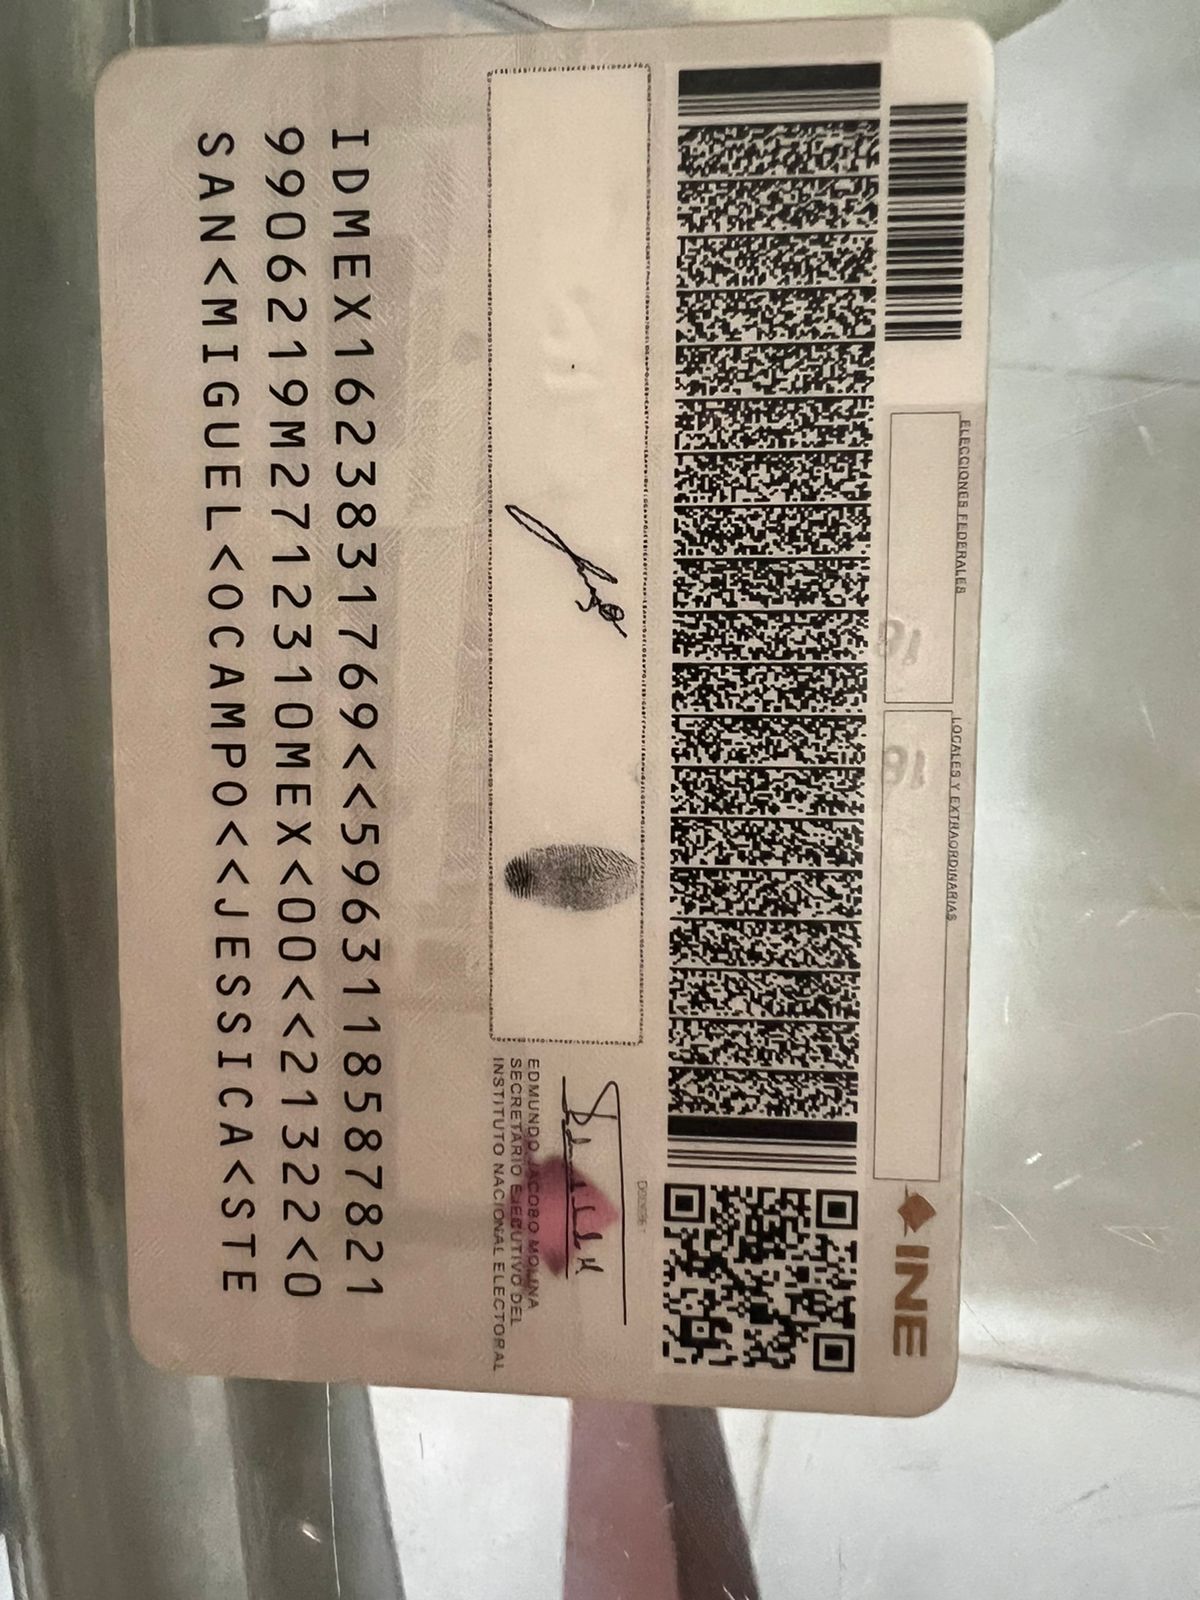 ELECCIONES FEDERALES
LOCALES Y EXTRAORDINARIAS
INE
EDMUNDO JACOBO MOLINA
SECRETARIO EJECUTIVO DEL
INSTITUTO NACIONAL ELECTORAL
IDMEX1623831769<<5963118587821
9906219M2712310MEX<00<<21322<0
SAN<MIGUEL<OCAMPO<<JESSICA<STE